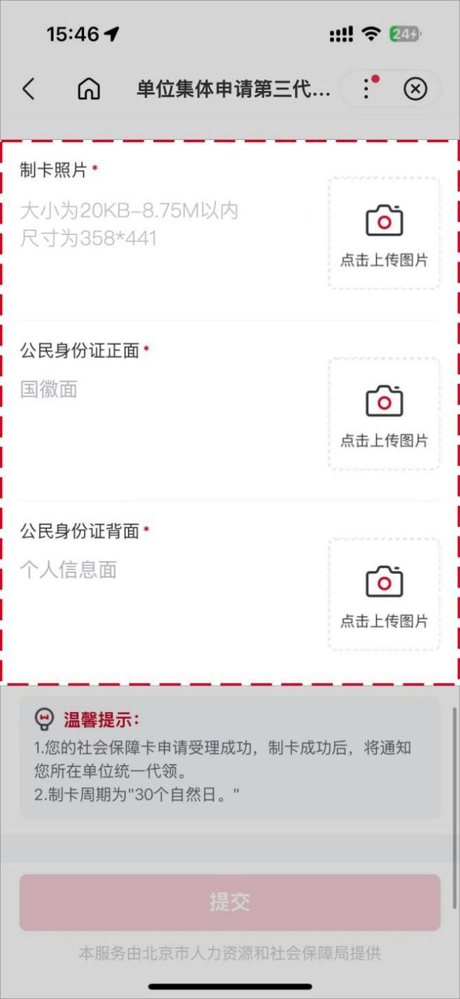 15:46
24
单位集体申请第三代...
制卡照片*
大小为20KB-8.75M以内
尺寸为358*441
点击上传图片
公民身份证正面*
国徽面
点击上传图片
公民身份证背面*
个人信息面
点击上传图片
温馨提示:
1.您的社会保障卡申请受理成功，制卡成功后，将通知
您所在单位统一代领。
2.制卡周期为"30个自然日。"
提交
本服务由北京市人力资源和社会保障局提供